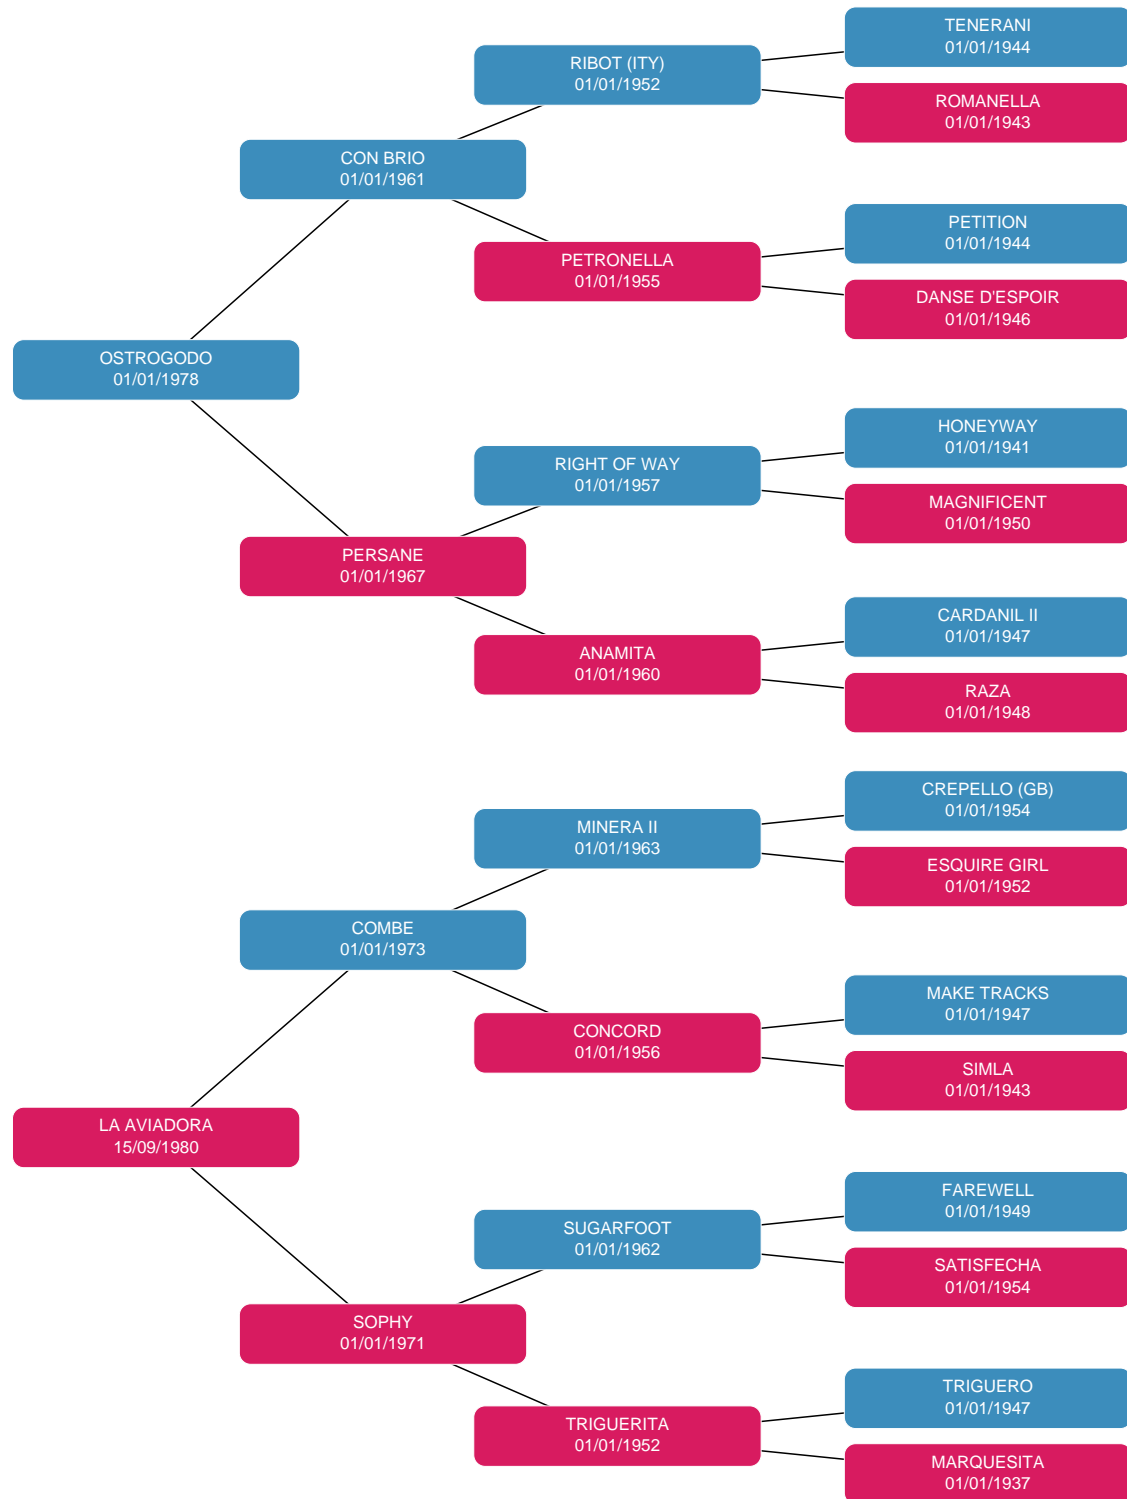 TENERANI
01/01/1944
RIBOT (ITY)
01/01/1952
ROMANELLA
01/01/1943
CON BRIO
01/01/1961
PETITION
01/01/1944
PETRONELLA
01/01/1955
DANSE D'ESPOIR
01/01/1946
OSTROGODO
01/01/1978
HONEYWAY
01/01/1941
RIGHT OF WAY
01/01/1957
MAGNIFICENT
01/01/1950
PERSANE
01/01/1967
CARDANIL II
01/01/1947
ANAMITA
01/01/1960
RAZA
01/01/1948
CREPELLO (GB)
01/01/1954
MINERA II
01/01/1963
ESQUIRE GIRL
01/01/1952
COMBE
01/01/1973
MAKE TRACKS
01/01/1947
CONCORD
01/01/1956
SIMLA
01/01/1943
LA AVIADORA
15/09/1980
FAREWELL
01/01/1949
SUGARFOOT
01/01/1962
SATISFECHA
01/01/1954
SOPHY
01/01/1971
TRIGUERO
01/01/1947
TRIGUERITA
01/01/1952
MARQUESITA
01/01/1937